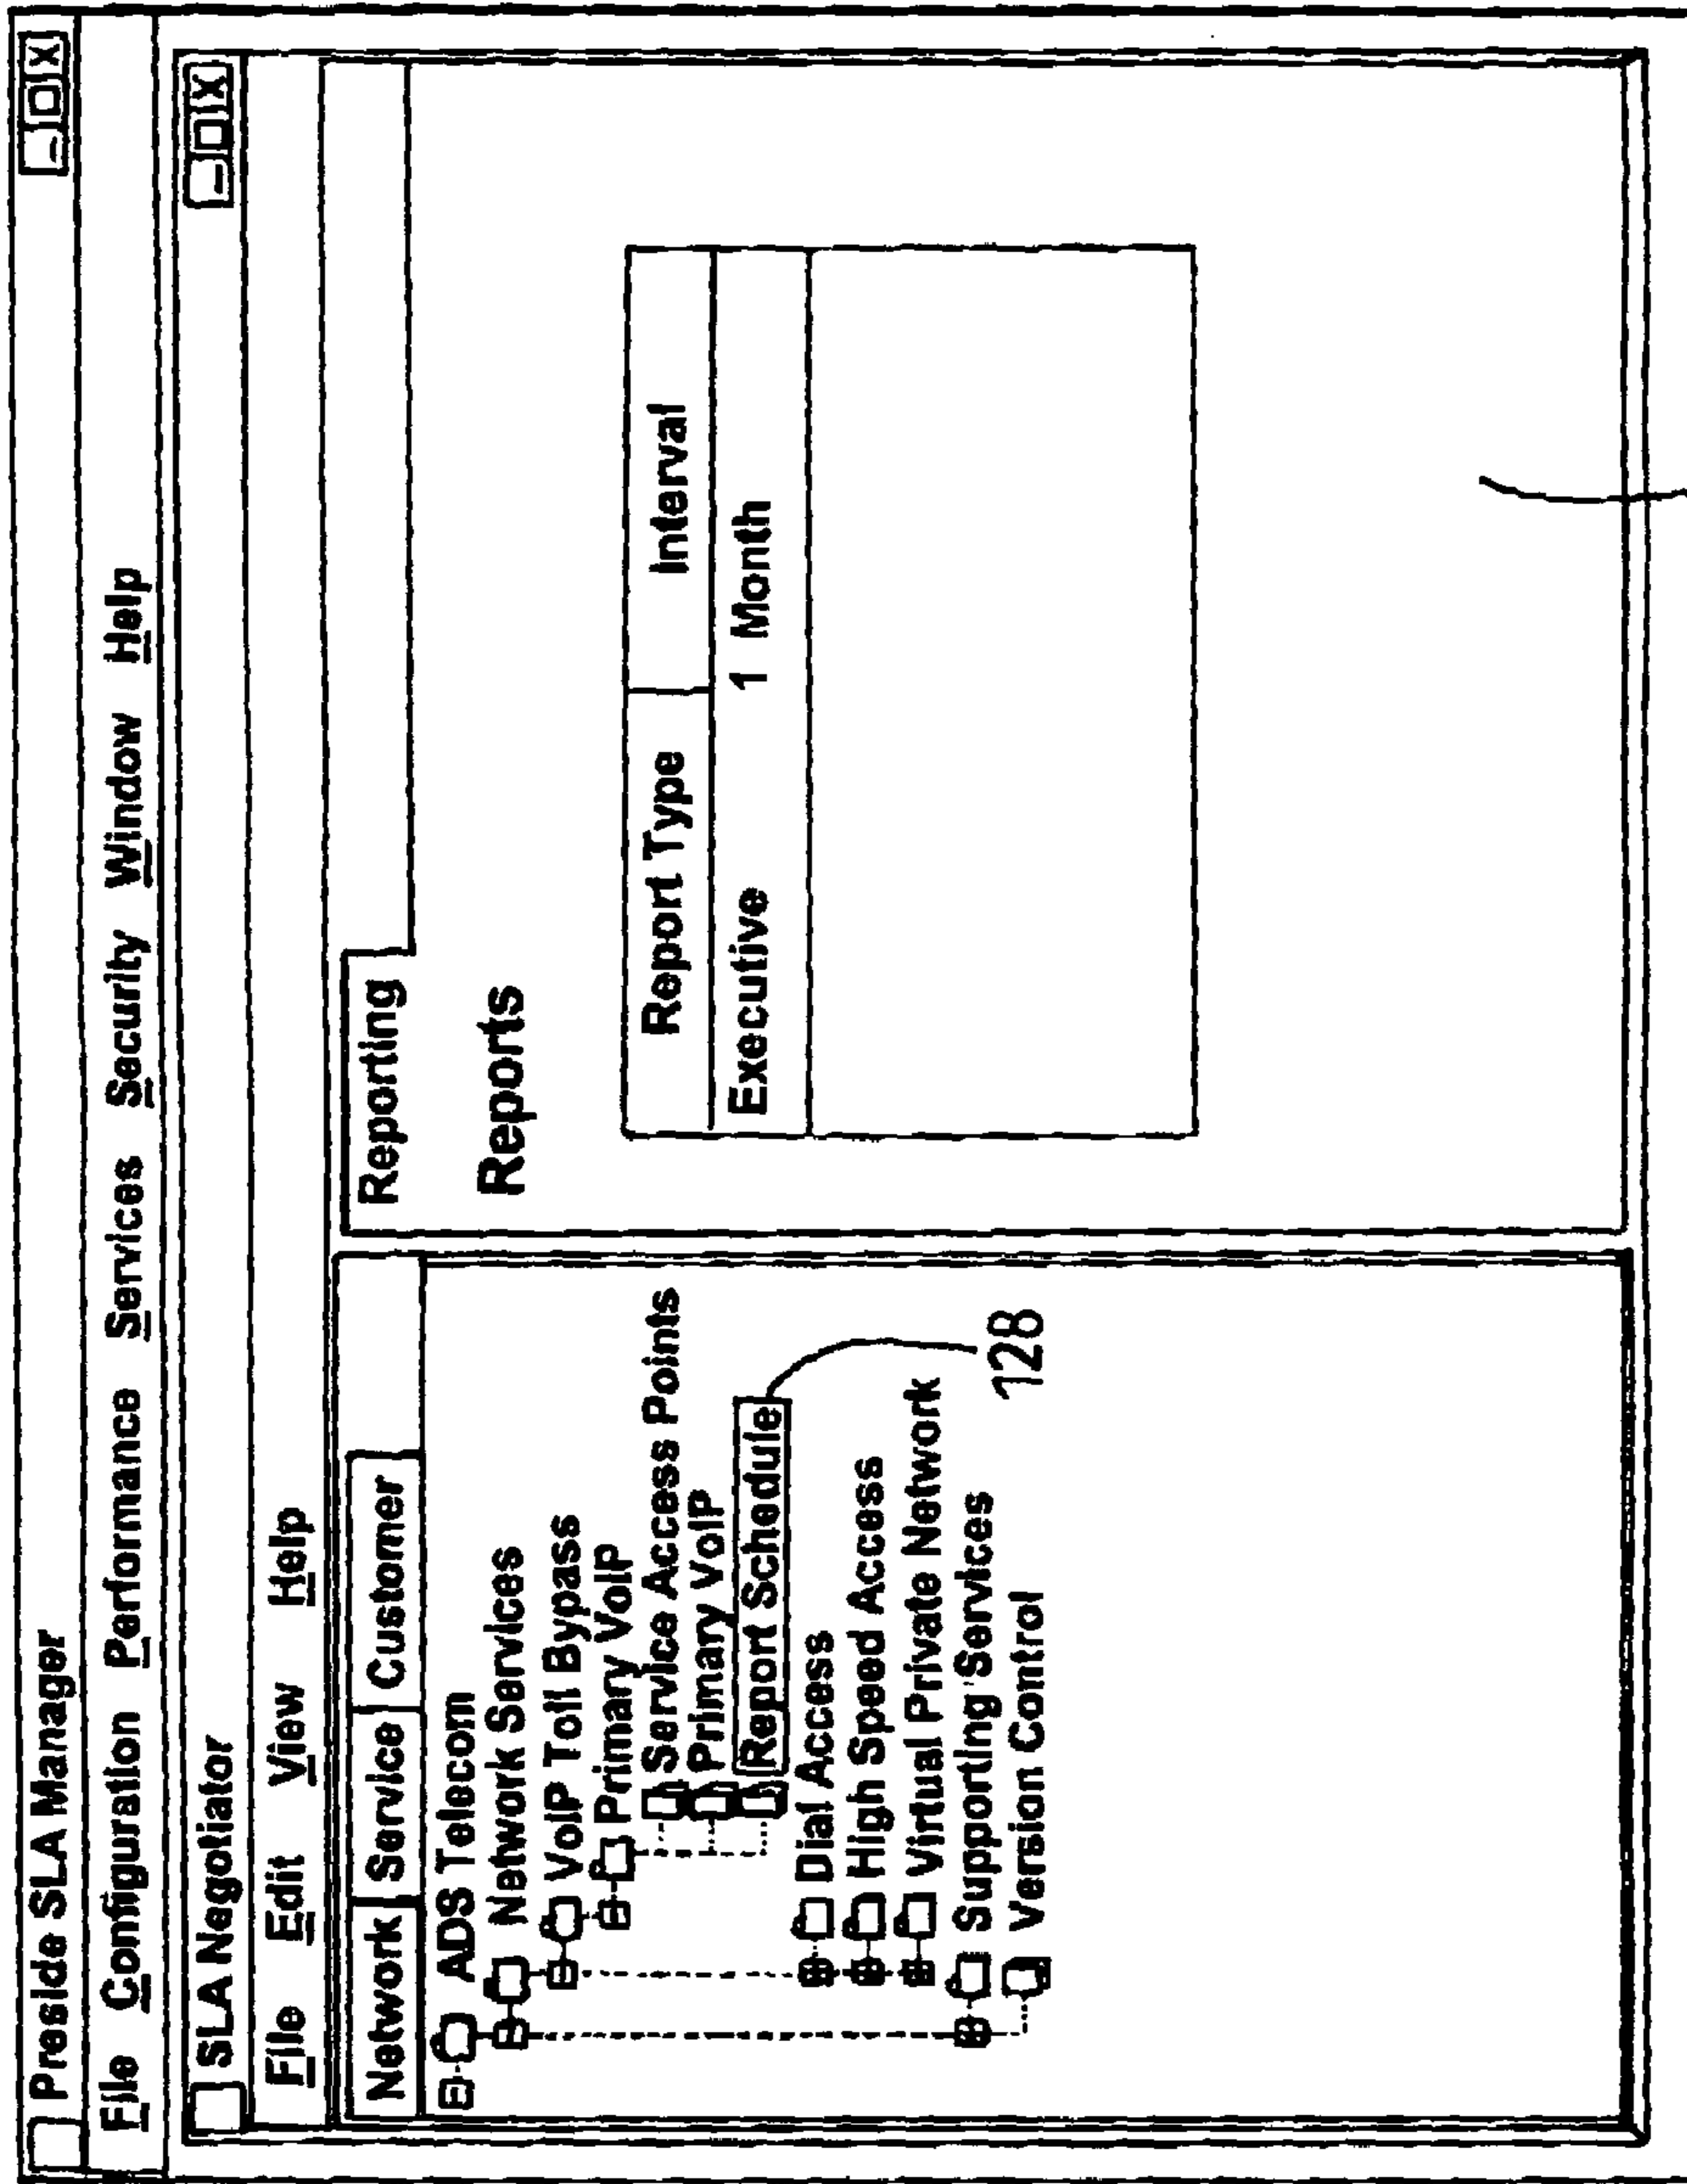 Preside SLA Manager
File Configuration Performance Services Security Window Help
SLA Negotiator
File Edit View Help
Network Service Customer
ADS Telecom
Network Services
VoIP Toll Bypass
Primary VoIP
Service Access Points
Primary VoIP
Report Schedule
Dial Access
High Speed Access
Virtual Private Network
Supporting Services
Version Control
128
Reporting
Reports
Report Type Interval
Executive 1 Month